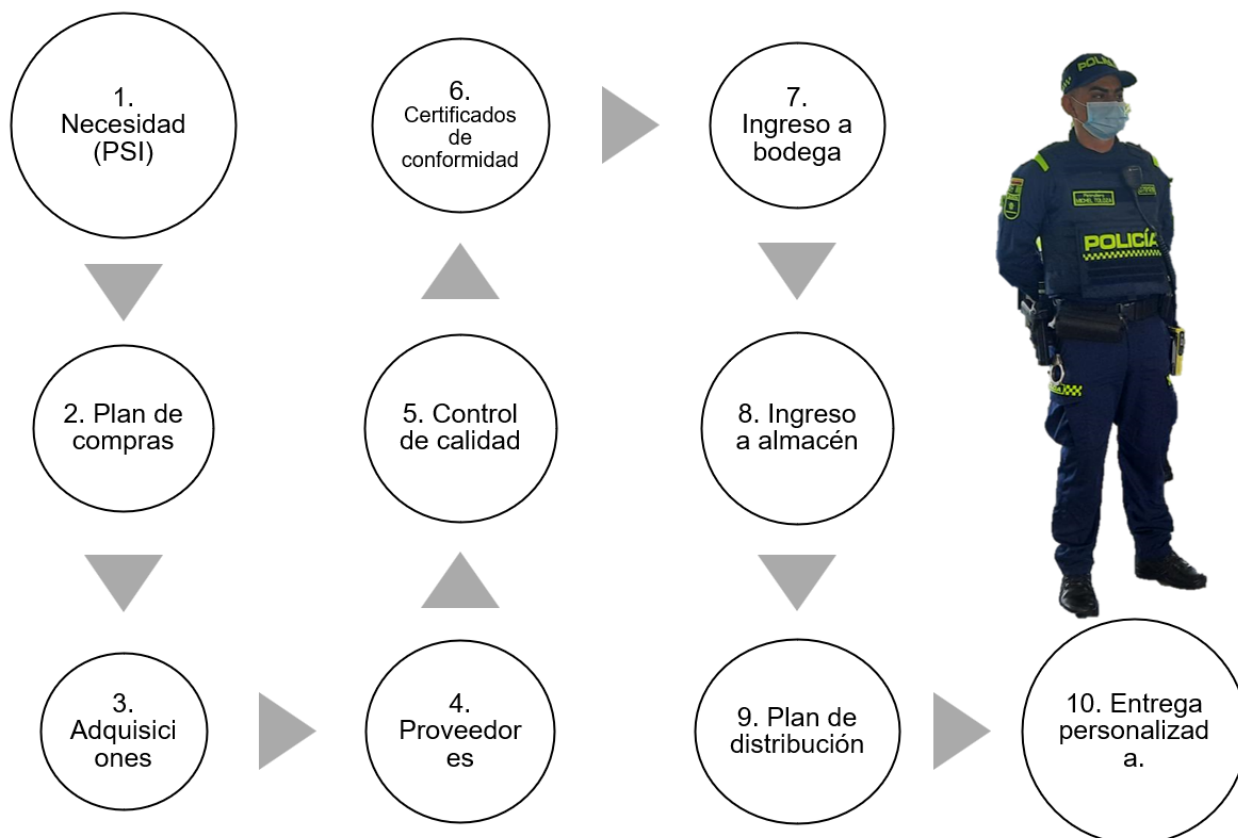 1.
Necesidad
(PSI)
2. Plan de
compras
3.
Adquisici
ones
4.
Proveedor
es
5. Control
de calidad
6.
Certificados
de
conformidad
7.
Ingreso a
bodega
8. Ingreso
a almacén
9. Plan de
distribución
10. Entrega
personalizad
a.
POLICÍA